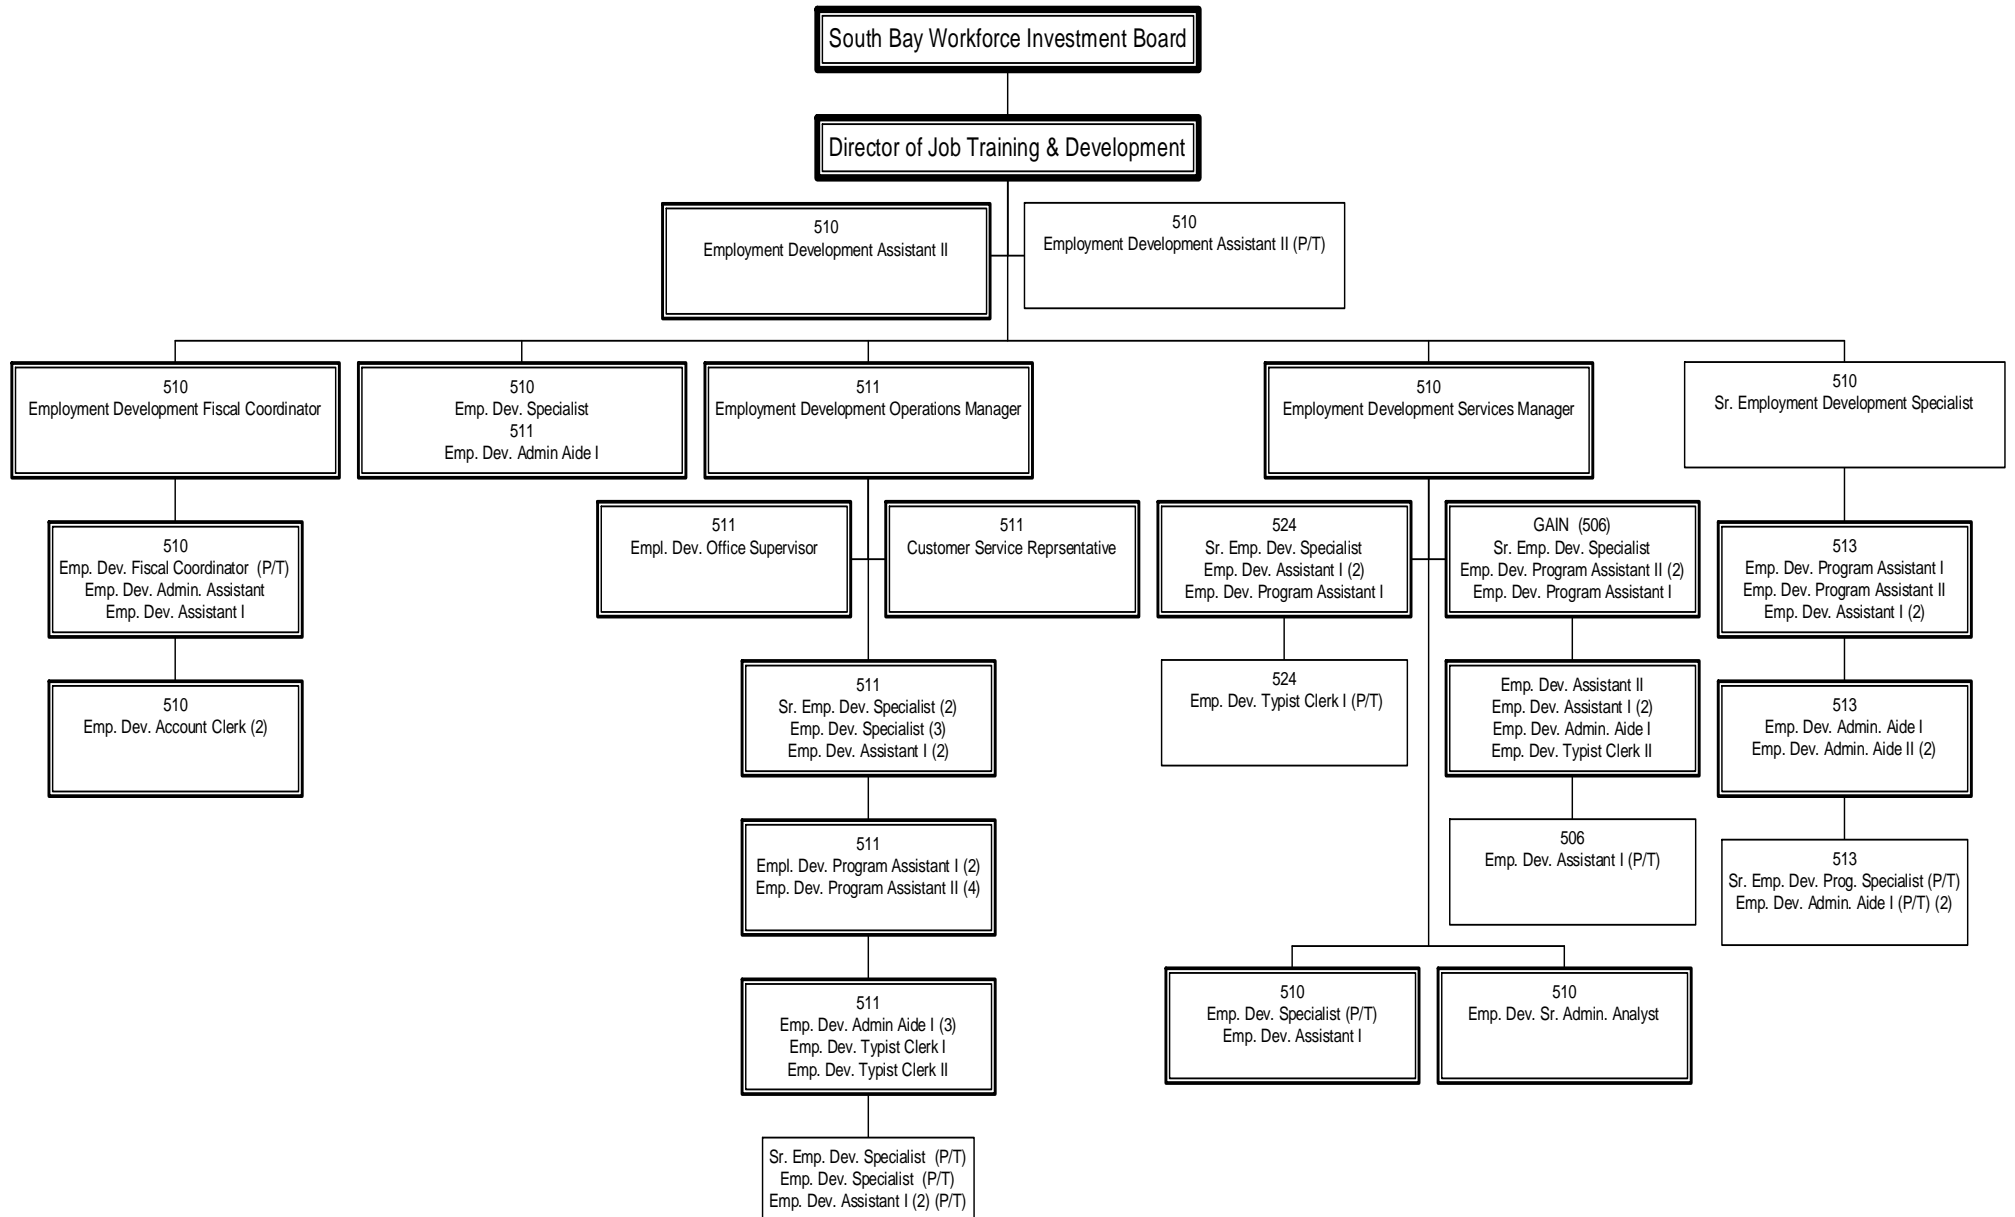 South Bay Workforce Investment Board
Director of Job Training & Development
510
Employment Development Assistant II
510
Employment Development Assistant II (P/T)
510
Employment Development Fiscal Coordinator
510
Emp. Dev. Specialist
511
Emp. Dev. Admin Aide I
511
Employment Development Operations Manager
510
Employment Development Services Manager
510
Sr. Employment Development Specialist
510
Emp. Dev. Fiscal Coordinator (P/T)
Emp. Dev. Admin. Assistant
Emp. Dev. Assistant I
510
Emp. Dev. Account Clerk (2)
511
Empl. Dev. Office Supervisor
511
Customer Service Reprsentative
511
Sr. Emp. Dev. Specialist (2)
Emp. Dev. Specialist (3)
Emp. Dev. Assistant I (2)
511
Empl. Dev. Program Assistant I (2)
Emp. Dev. Program Assistant II (4)
511
Emp. Dev. Admin Aide I (3)
Emp. Dev. Typist Clerk I
Emp. Dev. Typist Clerk II
Sr. Emp. Dev. Specialist (P/T)
Emp. Dev. Specialist (P/T)
Emp. Dev. Assistant I (2) (P/T)
524
Sr. Emp. Dev. Specialist
Emp. Dev. Assistant I (2)
Emp. Dev. Program Assistant I
524
Emp. Dev. Typist Clerk I (P/T)
GAIN (506)
Sr. Emp. Dev. Specialist
Emp. Dev. Program Assistant II (2)
Emp. Dev. Program Assistant I
Emp. Dev. Assistant II
Emp. Dev. Assistant I (2)
Emp. Dev. Admin. Aide I
Emp. Dev. Typist Clerk II
506
Emp. Dev. Assistant I (P/T)
510
Emp. Dev. Specialist (P/T)
Emp. Dev. Assistant I
510
Emp. Dev. Sr. Admin. Analyst
513
Emp. Dev. Program Assistant I
Emp. Dev. Program Assistant II
Emp. Dev. Assistant I (2)
513
Emp. Dev. Admin. Aide I
Emp. Dev. Admin. Aide II (2)
513
Sr. Emp. Dev. Prog. Specialist (P/T)
Emp. Dev. Admin. Aide I (P/T) (2)